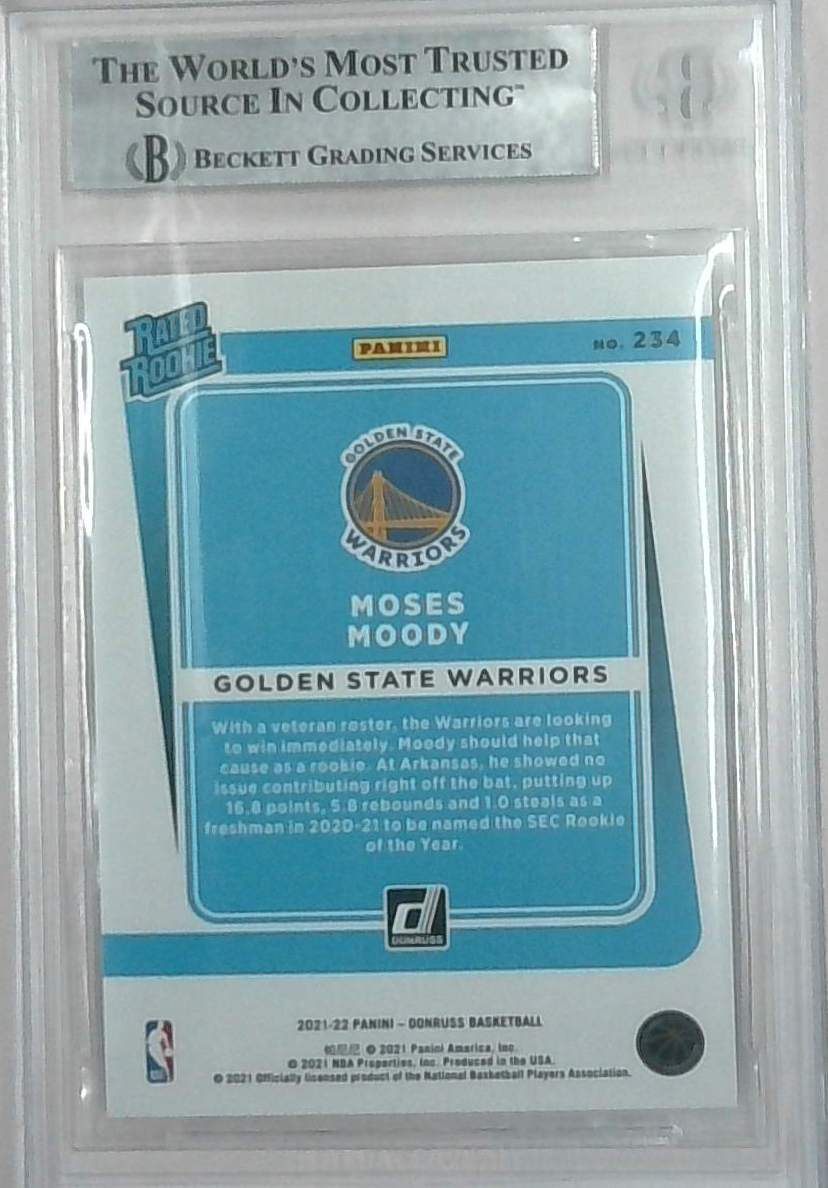 THE WORLD'S MOST TRUSTED
SOURCE IN COLLECTING™
B BECKETT GRADING SERVICES
RATED
ROOKIE
PANINI
NO. 234
GOLDEN STATE
WARRIORS
MOSES
MOODY
GOLDEN STATE WARRIORS
With a veteran roster, the Warriors are looking
to win immediately. Moody should help that
cause as a rookie. At Arkansas, he showed no
issue contributing right off the bat, putting up
16.8 points, 5.8 rebounds and 1.0 steals as a
freshman in 2020-21 to be named the SEC Rookie
of the Year.
d
DONRUSS
2021-22 PANINI – DONRUSS BASKETBALL
帕尼尼 © 2021 Panini America, Inc.
© 2021 NBA Properties, Inc. Produced in the USA.
© 2021 Officially licensed product of the National Basketball Players Association.